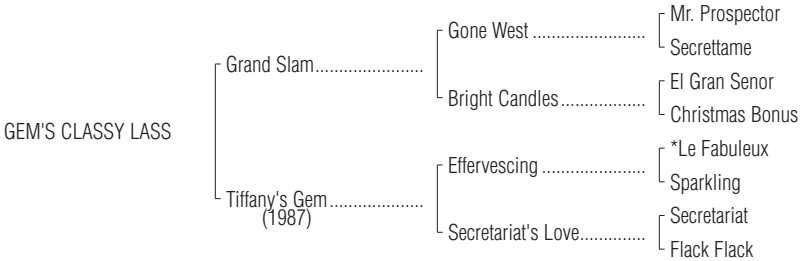 Mr. Prospector
Gone West ........................
Secrettame
Grand Slam.......................
El Gran Senor
Bright Candles..................
Christmas Bonus
GEM'S CLASSY LASS
*Le Fabuleux
Effervescing ......................
Sparkling
Tiffany's Gem....................
(1987)
Secretariat
Secretariat's Love..............
Flack Flack